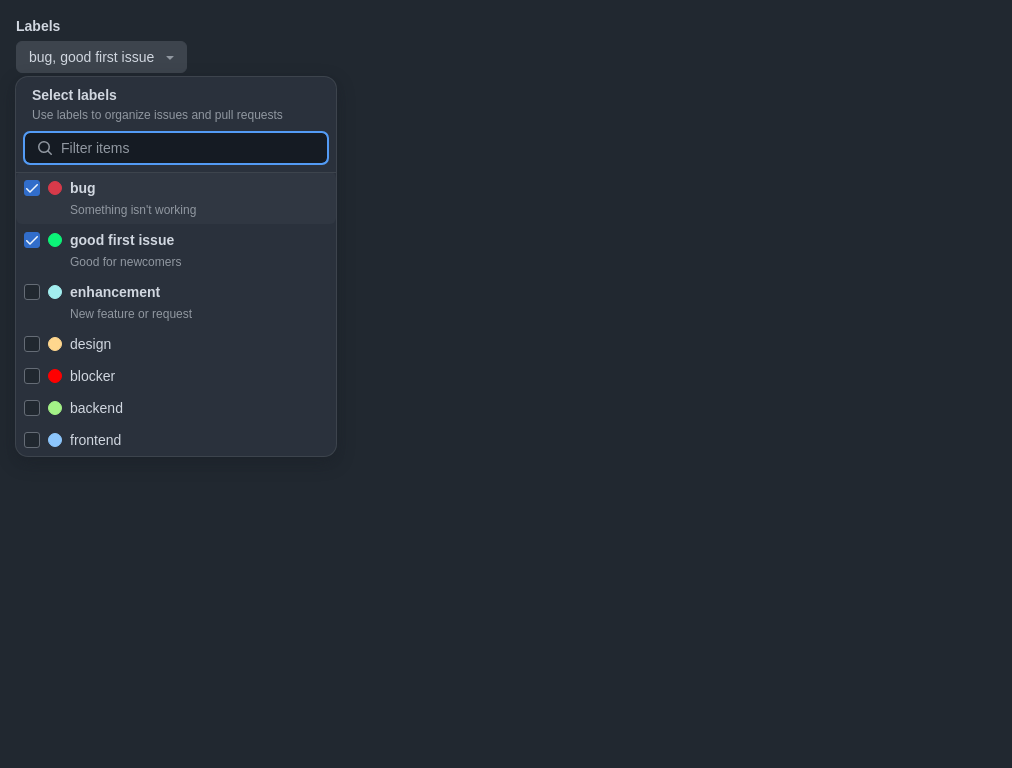 Labels
bug, good first issue
Select labels
Use labels to organize issues and pull requests
Filter items
bug
Something isn't working
good first issue
Good for newcomers
enhancement
New feature or request
design
blocker
backend
frontend